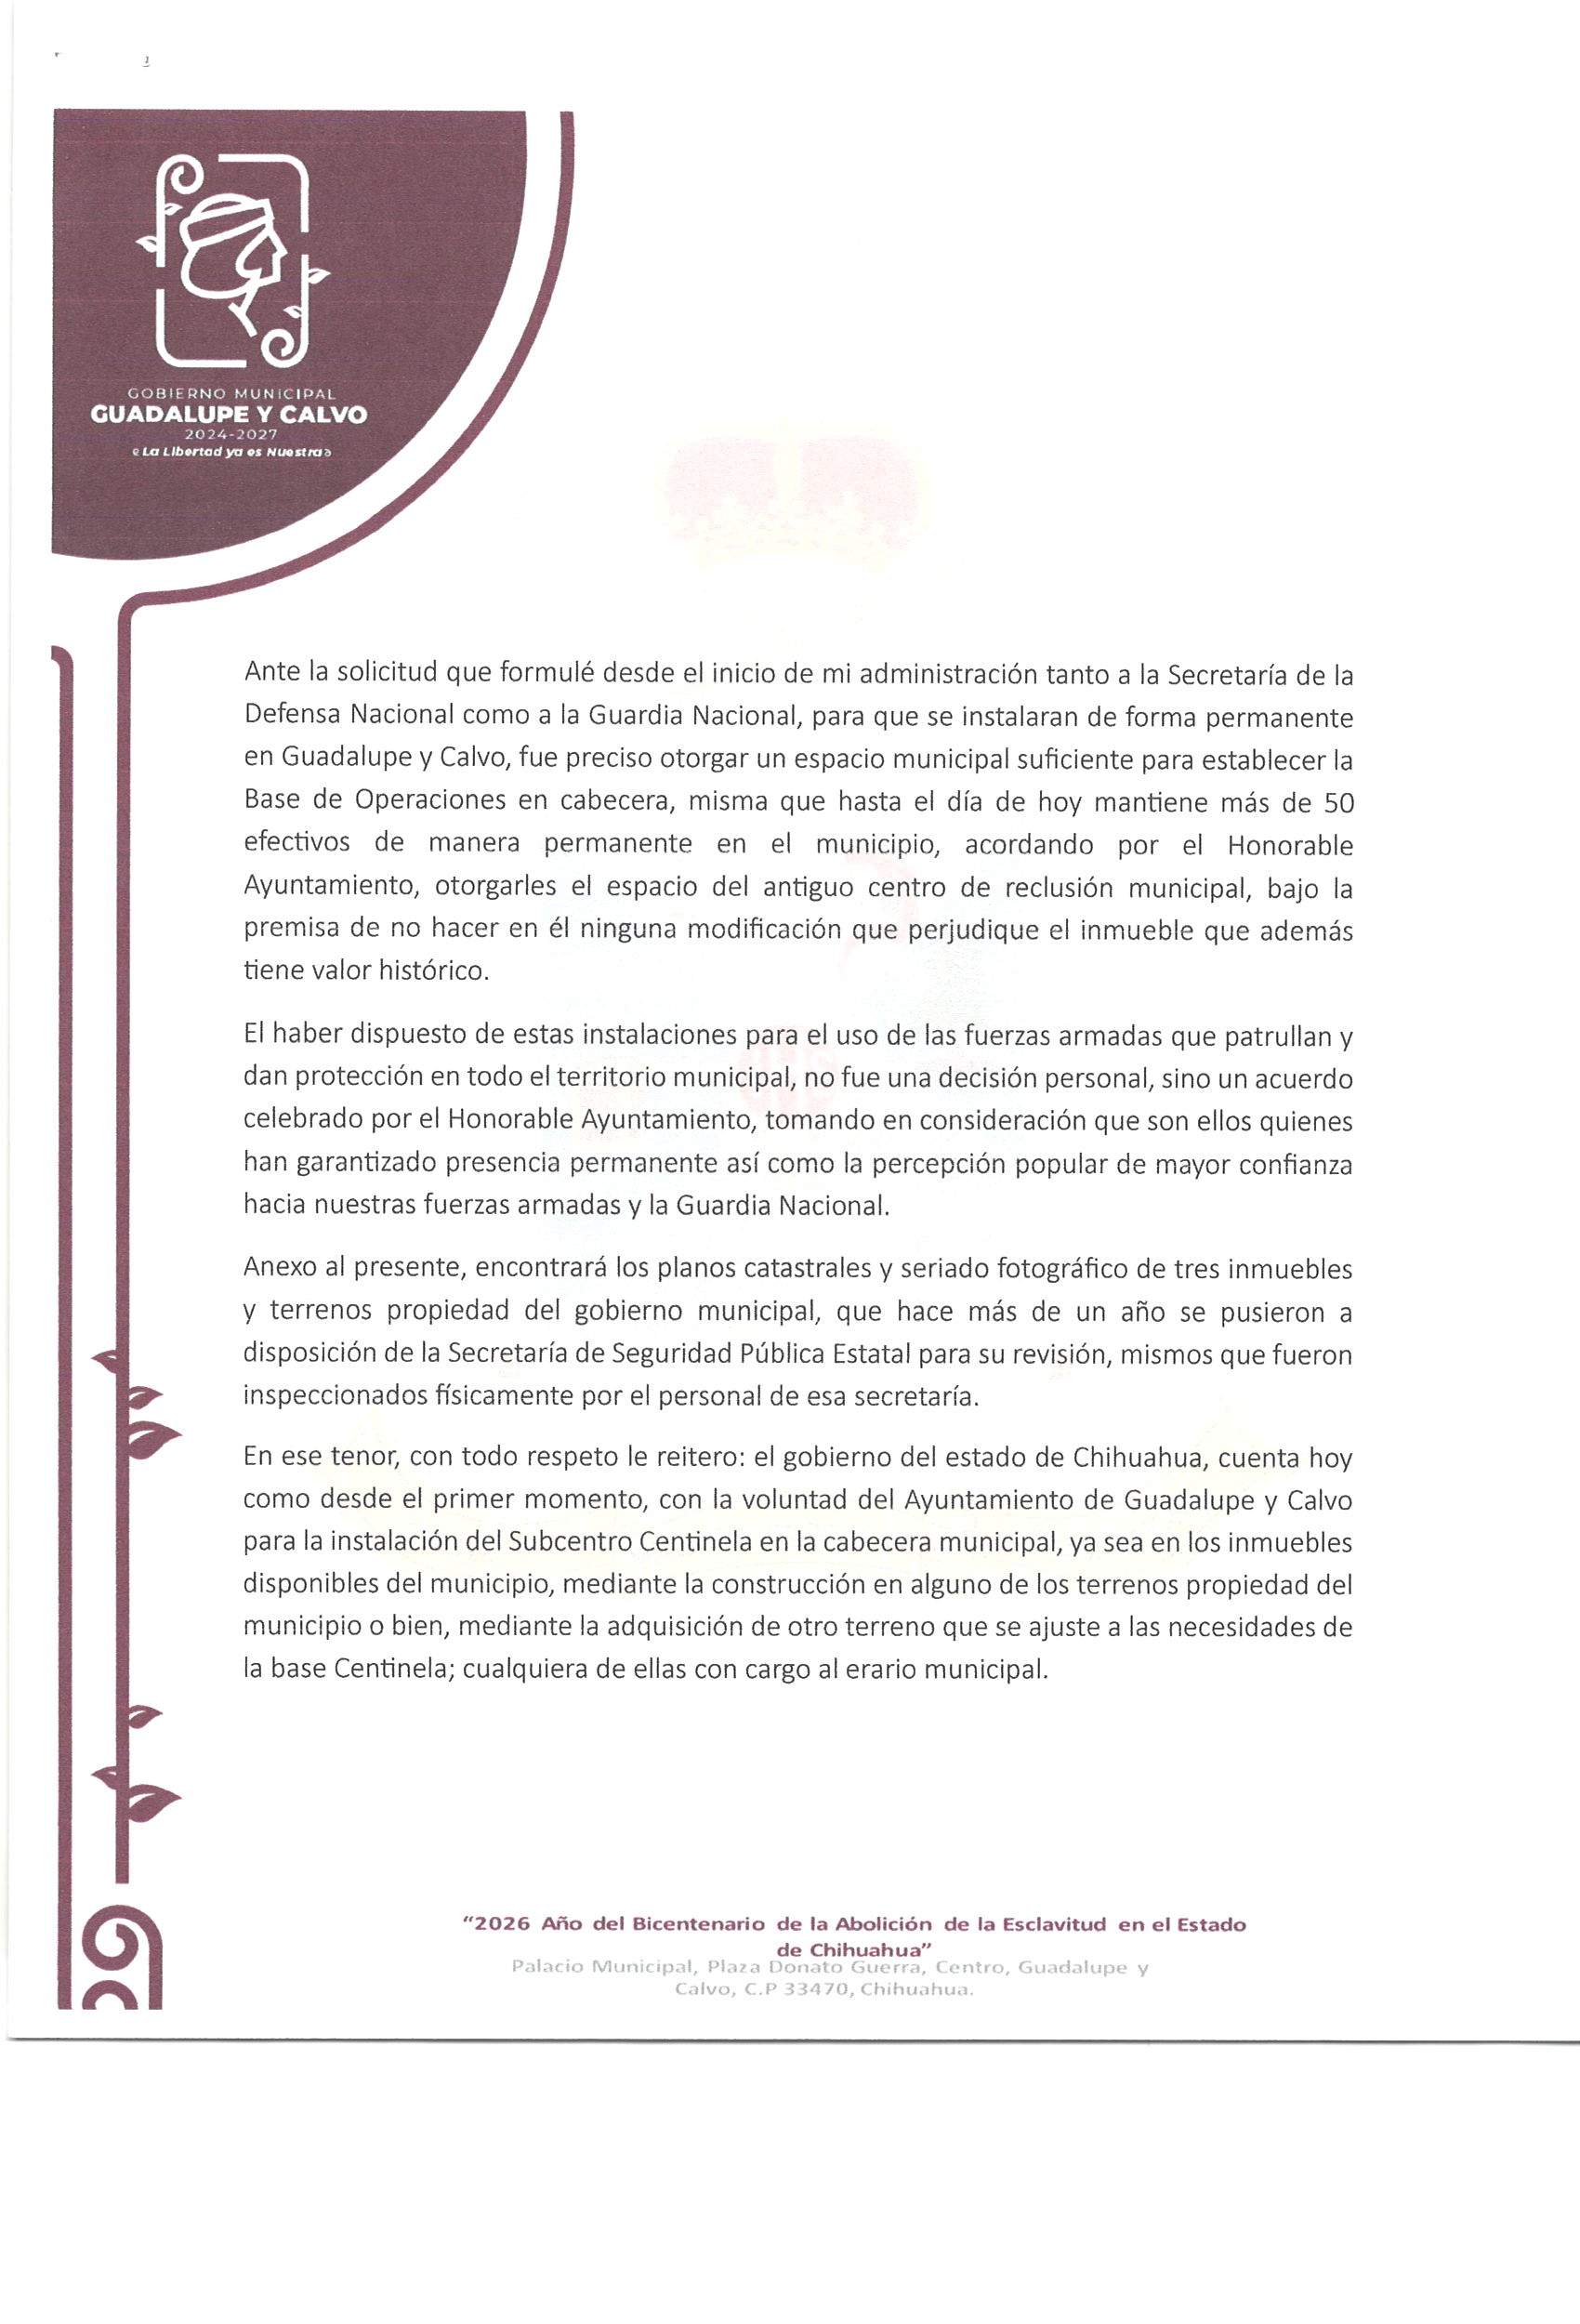 GOBIERNO MUNICIPAL
GUADALUPE Y CALVO
2024-2027
«La Libertad ya es Nuestra»
Ante la solicitud que formulé desde el inicio de mi administración tanto a la Secretaría de la
Defensa Nacional como a la Guardia Nacional, para que se instalaran de forma permanente
en Guadalupe y Calvo, fue preciso otorgar un espacio municipal suficiente para establecer la
Base de Operaciones en cabecera, misma que hasta el día de hoy mantiene más de 50
efectivos de manera permanente en el municipio, acordando por el Honorable
Ayuntamiento, otorgarles el espacio del antiguo centro de reclusión municipal, bajo la
premisa de no hacer en él ninguna modificación que perjudique el inmueble que además
tiene valor histórico.
El haber dispuesto de estas instalaciones para el uso de las fuerzas armadas que patrullan y
dan protección en todo el territorio municipal, no fue una decisión personal, sino un acuerdo
celebrado por el Honorable Ayuntamiento, tomando en consideración que son ellos quienes
han garantizado presencia permanente así como la percepción popular de mayor confianza
hacia nuestras fuerzas armadas y la Guardia Nacional.
Anexo al presente, encontrará los planos catastrales y seriado fotográfico de tres inmuebles
y terrenos propiedad del gobierno municipal, que hace más de un año se pusieron a
disposición de la Secretaría de Seguridad Pública Estatal para su revisión, mismos que fueron
inspeccionados físicamente por el personal de esa secretaría.
En ese tenor, con todo respeto le reitero: el gobierno del estado de Chihuahua, cuenta hoy
como desde el primer momento, con la voluntad del Ayuntamiento de Guadalupe y Calvo
para la instalación del Subcentro Centinela en la cabecera municipal, ya sea en los inmuebles
disponibles del municipio, mediante la construcción en alguno de los terrenos propiedad del
municipio o bien, mediante la adquisición de otro terreno que se ajuste a las necesidades de
la base Centinela; cualquiera de ellas con cargo al erario municipal.
"2026 Año del Bicentenario de la Abolición de la Esclavitud en el Estado
de Chihuahua"
Palacio Municipal, Plaza Donato Guerra, Centro, Guadalupe y
Calvo, C.P 33470, Chihuahua.